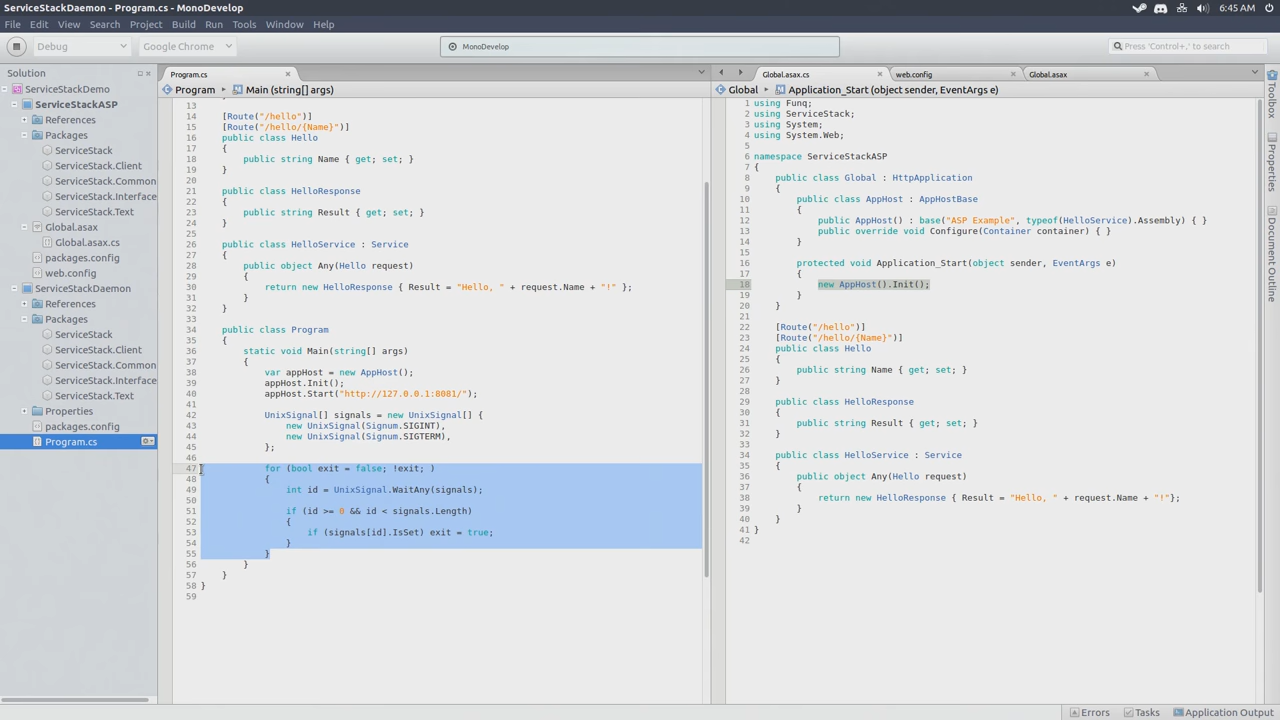 ServiceStackDaemon - Program.cs - MonoDevelop
6:45 AM
File Edit View Search Project Build Run Tools Window Help
Debug
Google Chrome
MonoDevelop
Press 'Control+,' to search
Solution
ServiceStackDemo
ServiceStackASP
References
Packages
ServiceStack
ServiceStack.Client
ServiceStack.Common
ServiceStack.Interface
ServiceStack.Text
Global.asax
Global.asax.cs
packages.config
web.config
ServiceStackDaemon
References
Packages
ServiceStack
ServiceStack.Client
ServiceStack.Common
ServiceStack.Interface
ServiceStack.Text
Properties
packages.config
Program.cs
Program.cs
Program
Main (string[] args)
13
14 [Route("/hello")]
15 [Route("/hello/{Name}")]
16 public class Hello
17 {
18 public string Name { get; set; }
19 }
20
21 public class HelloResponse
22 {
23 public string Result { get; set; }
24 }
25
26 public class HelloService : Service
27 {
28 public object Any(Hello request)
29 {
30 return new HelloResponse { Result = "Hello, " + request.Name + "!" };
31 }
32 }
33
34 public class Program
35 {
36 static void Main(string[] args)
37 {
38 var appHost = new AppHost();
39 appHost.Init();
40 appHost.Start("http://127.0.0.1:8081/");
41
42 UnixSignal[] signals = new UnixSignal[] {
43 new UnixSignal(Signum.SIGINT),
44 new UnixSignal(Signum.SIGTERM),
45 };
46
47 for (bool exit = false; !exit; )
48 {
49 int id = UnixSignal.WaitAny(signals);
50
51 if (id >= 0 && id < signals.Length)
52 {
53 if (signals[id].IsSet) exit = true;
54 }
55 }
56 }
57 }
58 }
59
Global.asax.cs
web.config
Global.asax
Global
Application_Start (object sender, EventArgs e)
1 using Funq;
2 using ServiceStack;
3 using System;
4 using System.Web;
5
6 namespace ServiceStackASP
7 {
8 public class Global : HttpApplication
9 {
10 public class AppHost : AppHostBase
11 {
12 public AppHost() : base("ASP Example", typeof(HelloService).Assembly) { }
13 public override void Configure(Container container) { }
14 }
15
16 protected void Application_Start(object sender, EventArgs e)
17 {
18 new AppHost().Init();
19 }
20 }
21
22 [Route("/hello")]
23 [Route("/hello/{Name}")]
24 public class Hello
25 {
26 public string Name { get; set; }
27 }
28
29 public class HelloResponse
30 {
31 public string Result { get; set; }
32 }
33
34 public class HelloService : Service
35 {
36 public object Any(Hello request)
37 {
38 return new HelloResponse { Result = "Hello, " + request.Name + "!"};
39 }
40 }
41 }
42
Toolbox
Properties
Document Outline
Errors
Tasks
Application Output